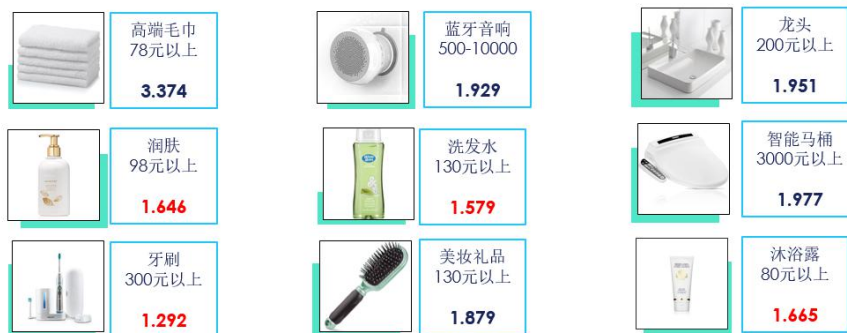 高端毛巾
78元以上
3.374
蓝牙音响
500-10000
1.929
龙头
200元以上
1.951
润肤
98元以上
1.646
洗发水
130元以上
1.579
智能马桶
3000元以上
1.977
牙刷
300元以上
1.292
美妆礼品
130元以上
1.879
沐浴露
80元以上
1.665